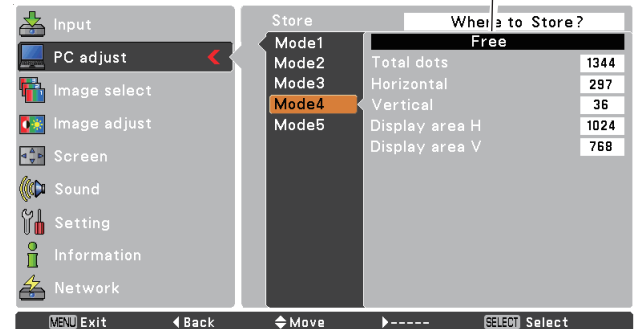 Input
PC adjust
Image select
Image adjust
Screen
Sound
Setting
Information
Network
Store
Where to Store?
Mode1
Mode2
Mode3
Mode4
Mode5
Free
Total dots 1344
Horizontal 297
Vertical 36
Display area H 1024
Display area V 768
MENU Exit ◀Back Move ▶----- SELECT Select